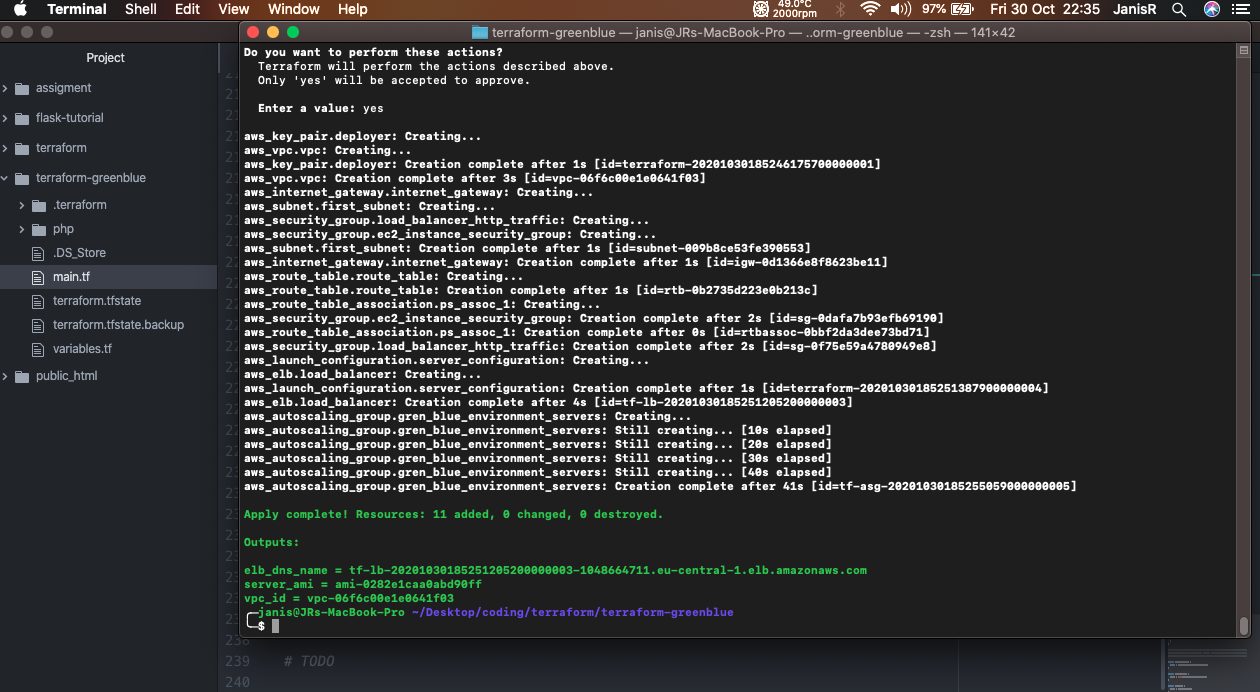 Terminal Shell Edit View Window Help 49.0°C 2000rpm 97% Fri 30 Oct 22:35 JanisR
terraform-greenblue — janis@JRs-MacBook-Pro — ..orm-greenblue — -zsh — 141×42
Project
assigment
flask-tutorial
terraform
terraform-greenblue
.terraform
php
.DS_Store
main.tf
terraform.tfstate
terraform.tfstate.backup
variables.tf
public_html
Do you want to perform these actions?
Terraform will perform the actions described above.
Only 'yes' will be accepted to approve.
Enter a value: yes
aws_key_pair.deployer: Creating...
aws_vpc.vpc: Creating...
aws_key_pair.deployer: Creation complete after 1s [id=terraform-20201030185246175700000001]
aws_vpc.vpc: Creation complete after 3s [id=vpc-06f6c00e1e0641f03]
aws_internet_gateway.internet_gateway: Creating...
aws_subnet.first_subnet: Creating...
aws_security_group.load_balancer_http_traffic: Creating...
aws_security_group.ec2_instance_security_group: Creating...
aws_subnet.first_subnet: Creation complete after 1s [id=subnet-009b8ce53fe390553]
aws_internet_gateway.internet_gateway: Creation complete after 1s [id=igw-0d1366e8f8623be11]
aws_route_table.route_table: Creating...
aws_route_table.route_table: Creation complete after 1s [id=rtb-0b2735d223e0b213c]
aws_route_table_association.ps_assoc_1: Creating...
aws_security_group.ec2_instance_security_group: Creation complete after 2s [id=sg-0dafa7b93efb69190]
aws_route_table_association.ps_assoc_1: Creation complete after 0s [id=rtbassoc-0bbf2da3dee73bd71]
aws_security_group.load_balancer_http_traffic: Creation complete after 2s [id=sg-0f75e59a4780949e8]
aws_launch_configuration.server_configuration: Creating...
aws_elb.load_balancer: Creating...
aws_launch_configuration.server_configuration: Creation complete after 1s [id=terraform-20201030185251387900000004]
aws_elb.load_balancer: Creation complete after 4s [id=tf-lb-20201030185251205200000003]
aws_autoscaling_group.gren_blue_environment_servers: Creating...
aws_autoscaling_group.gren_blue_environment_servers: Still creating... [10s elapsed]
aws_autoscaling_group.gren_blue_environment_servers: Still creating... [20s elapsed]
aws_autoscaling_group.gren_blue_environment_servers: Still creating... [30s elapsed]
aws_autoscaling_group.gren_blue_environment_servers: Still creating... [40s elapsed]
aws_autoscaling_group.gren_blue_environment_servers: Creation complete after 41s [id=tf-asg-20201030185255059000000005]
Apply complete! Resources: 11 added, 0 changed, 0 destroyed.
Outputs:
elb_dns_name = tf-lb-20201030185251205200000003-1048664711.eu-central-1.elb.amazonaws.com
server_ami = ami-0282e1caa0abd90ff
vpc_id = vpc-06f6c00e1e0641f03
janis@JRs-MacBook-Pro ~/Desktop/coding/terraform/terraform-greenblue
$
238
239 # TODO
240